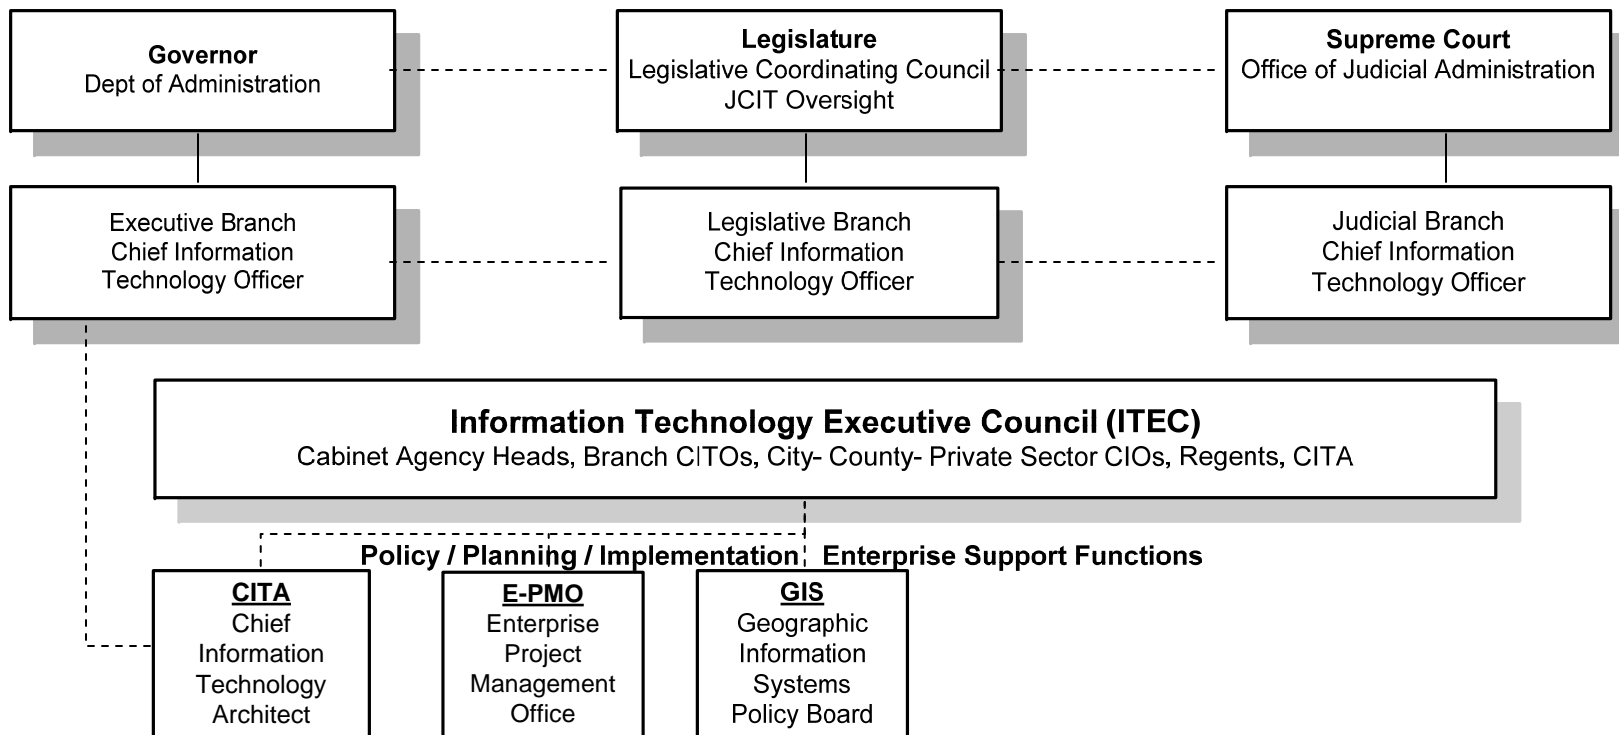 Governor
Dept of Administration
Legislature
Legislative Coordinating Council
JCIT Oversight
Supreme Court
Office of Judicial Administration
Executive Branch
Chief Information
Technology Officer
Legislative Branch
Chief Information
Technology Officer
Judicial Branch
Chief Information
Technology Officer
Information Technology Executive Council (ITEC)
Cabinet Agency Heads, Branch CITOs, City- County- Private Sector CIOs, Regents, CITA
Policy / Planning / Implementation Enterprise Support Functions
CITA
Chief
Information
Technology
Architect
E-PMO
Enterprise
Project
Management
Office
GIS
Geographic
Information
Systems
Policy Board